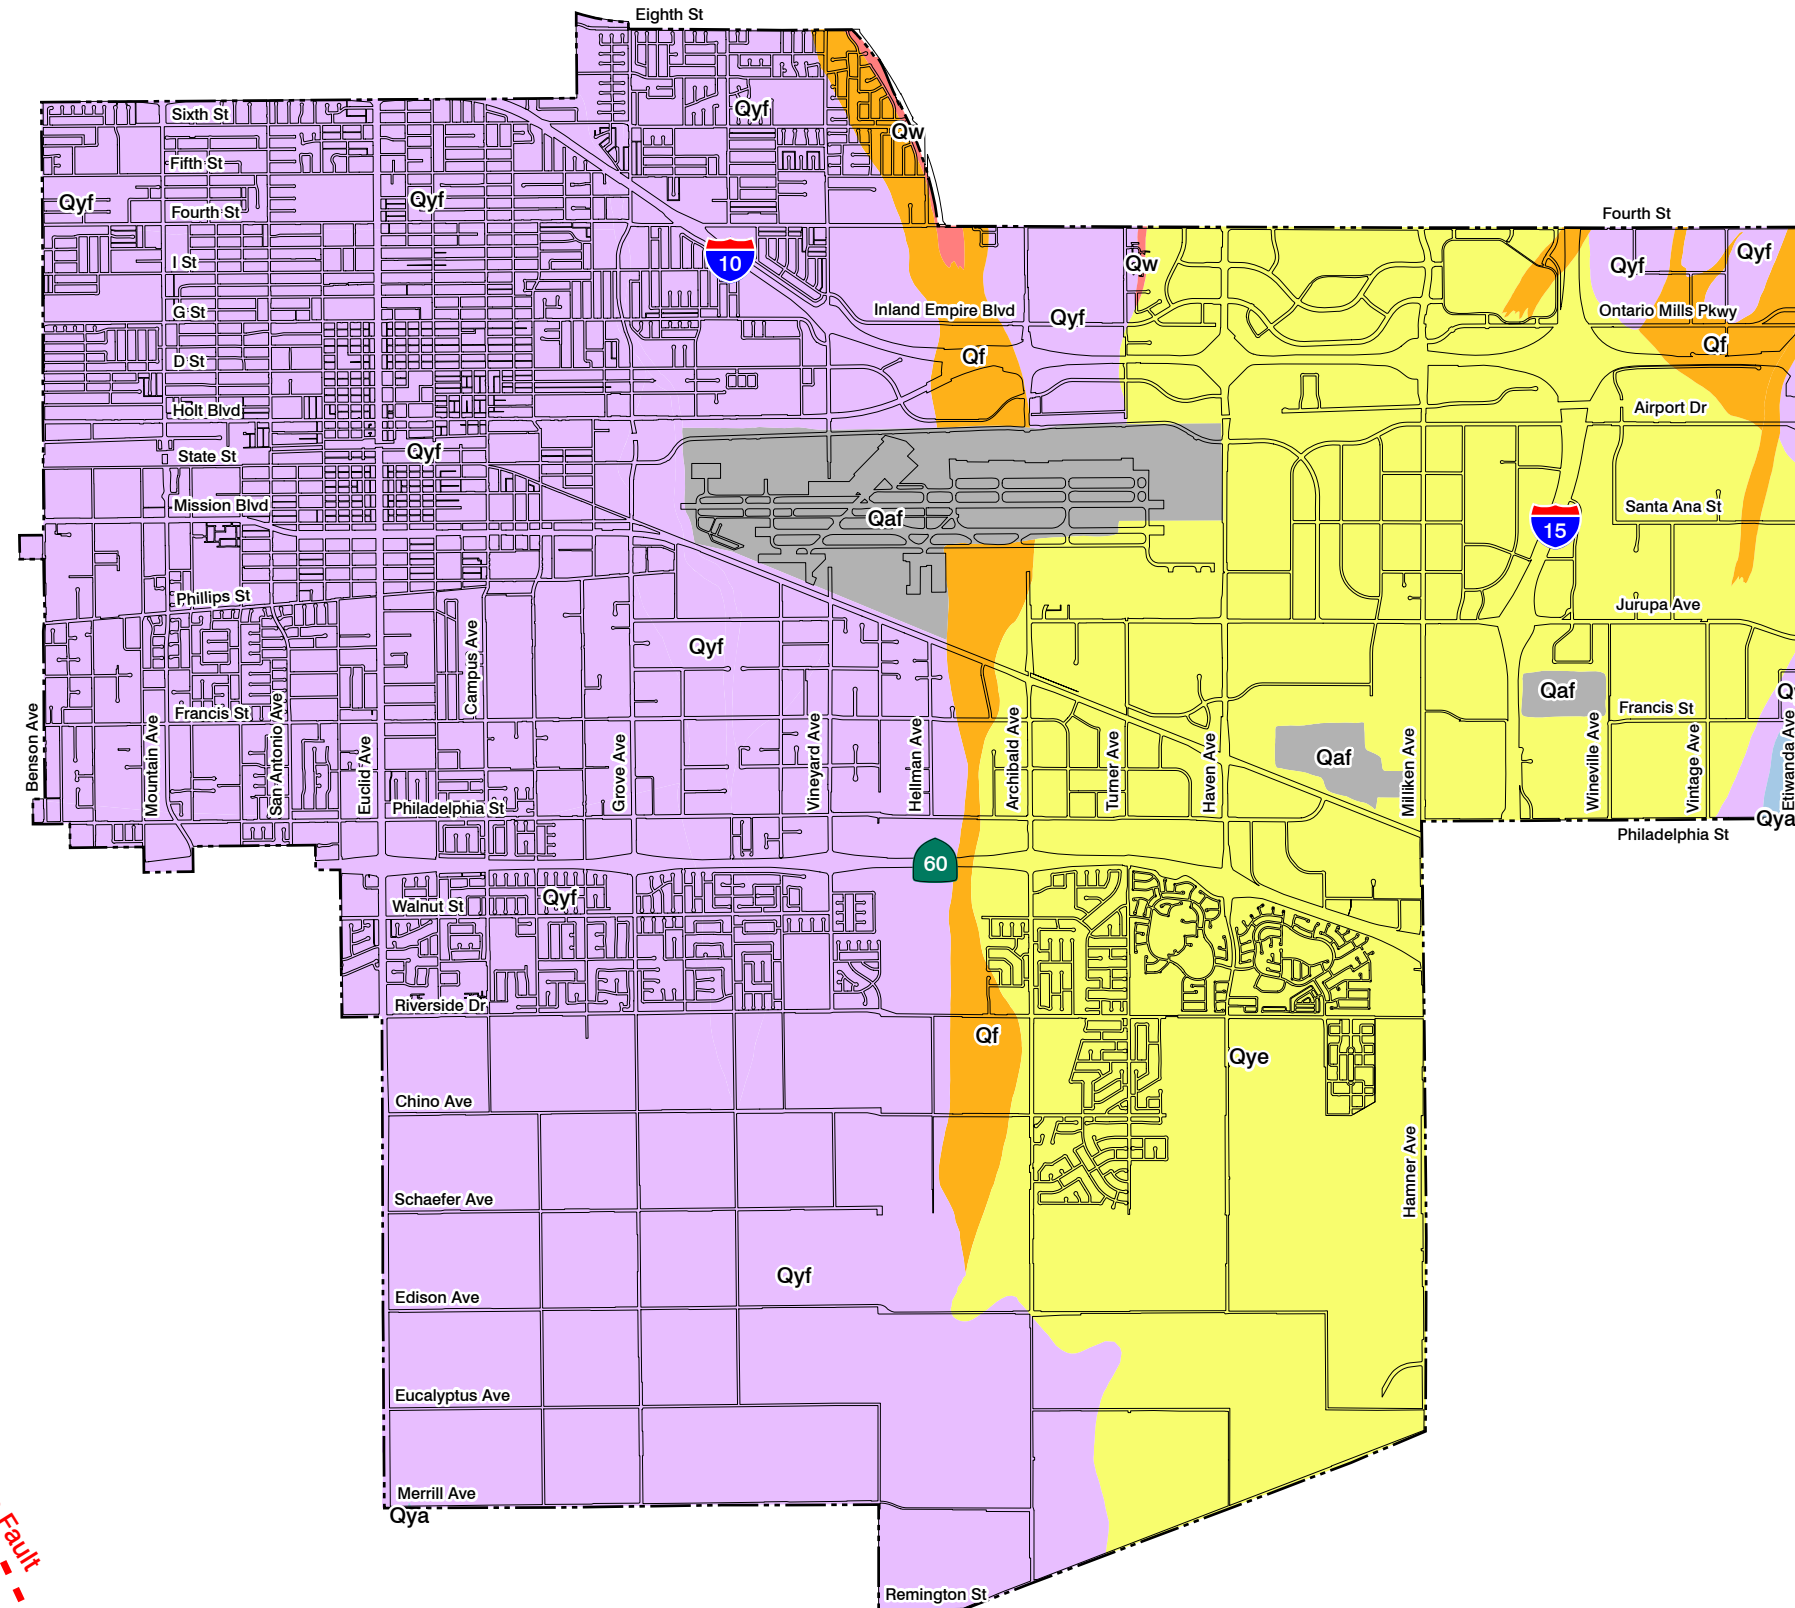 Eighth St
Qyf
Sixth St
Qw
Fifth St
Qyf
Qyf
Fourth St
Fourth St
I St
10
Qw
Qyf
Qyf
G St
Inland Empire Blvd
Qyf
Ontario Mills Pkwy
D St
Qf
Qf
Holt Blvd
Airport Dr
Qyf
State St
Mission Blvd
Qaf
Santa Ana St
15
Phillips St
Jurupa Ave
Qyf
Campus Ave
Qaf
Q
Francis St
Francis St
Benson Ave
Mountain Ave
San Antonio Ave
Euclid Ave
Grove Ave
Vineyard Ave
Hellman Ave
Archibald Ave
Turner Ave
Haven Ave
Qaf
Milliken Ave
Wineville Ave
Vintage Ave
Etiwanda Ave
Philadelphia St
Qya
Philadelphia St
60
Qyf
Walnut St
Riverside Dr
Qf
Qye
Chino Ave
Hamner Ave
Schaefer Ave
Qyf
Edison Ave
Eucalyptus Ave
Merrill Ave
Qya
Fault
Remington St